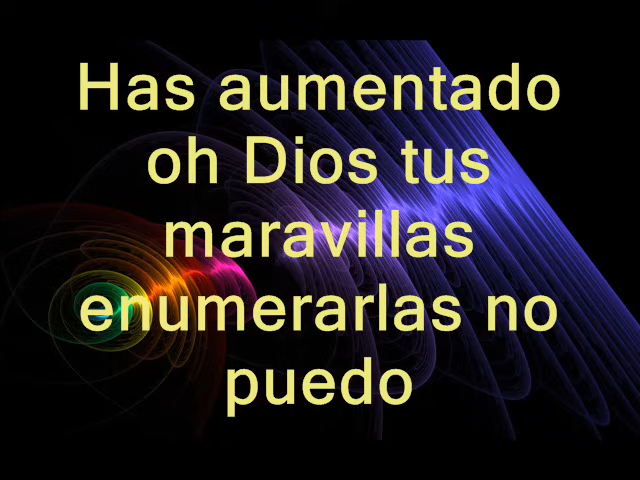 Has aumentado
oh Dios tus
maravillas
enumerarlas no
puedo